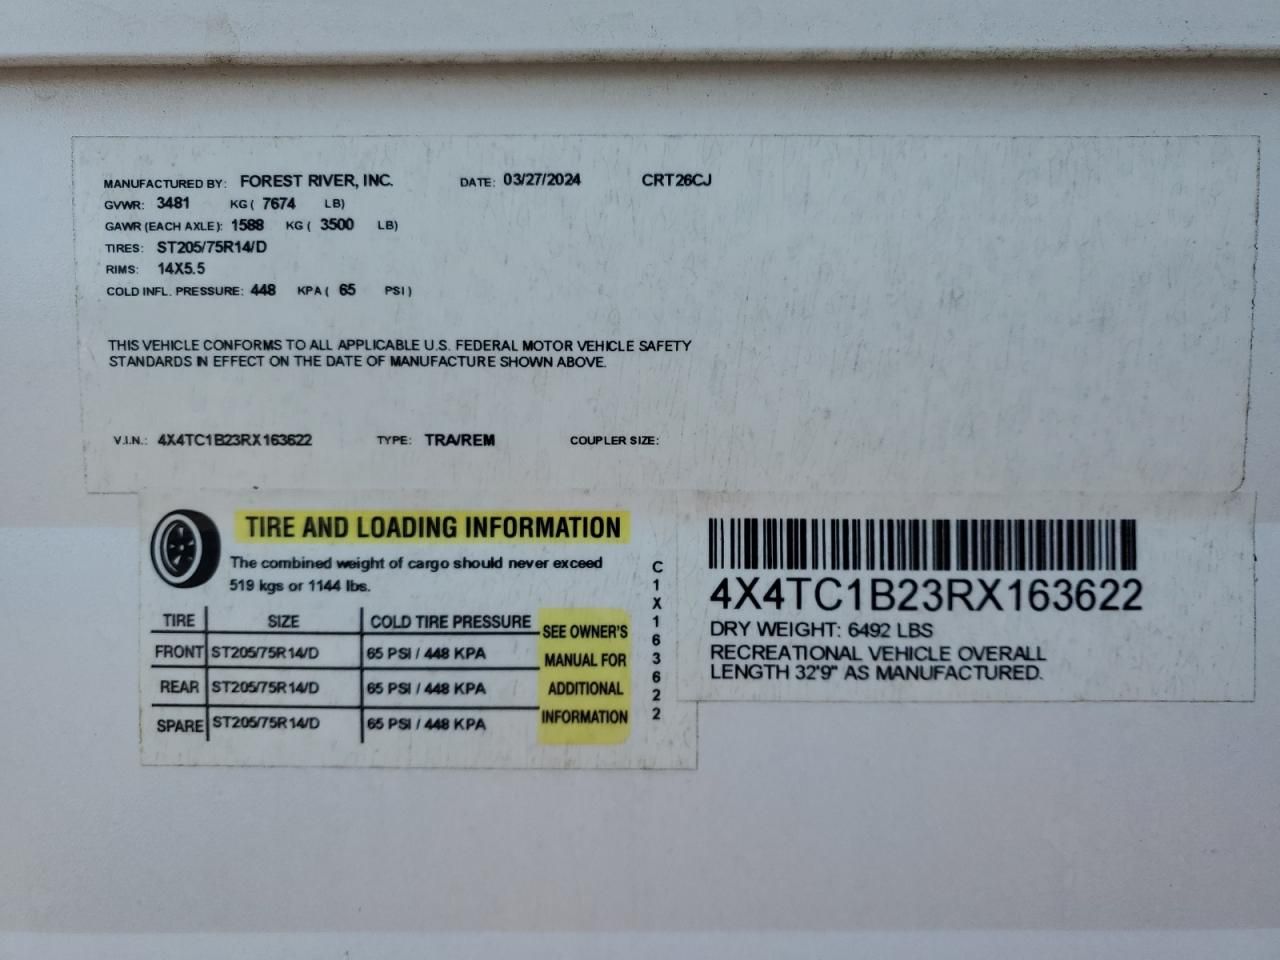 MANUFACTURED BY: FOREST RIVER, INC. DATE: 03/27/2024 CRT26CJ
GVWR: 3481 KG ( 7674 LB)
GAWR (EACH AXLE): 1588 KG ( 3500 LB)
TIRES: ST205/75R14/D
RIMS: 14X5.5
COLD INFL. PRESSURE: 448 KPA ( 65 PSI )
THIS VEHICLE CONFORMS TO ALL APPLICABLE U.S. FEDERAL MOTOR VEHICLE SAFETY
STANDARDS IN EFFECT ON THE DATE OF MANUFACTURE SHOWN ABOVE.
V.I.N.: 4X4TC1B23RX163622 TYPE: TRA/REM COUPLER SIZE:
TIRE AND LOADING INFORMATION
The combined weight of cargo should never exceed
519 kgs or 1144 lbs.
TIRE SIZE COLD TIRE PRESSURE
FRONT ST205/75R14/D 65 PSI / 448 KPA
REAR ST205/75R14/D 65 PSI / 448 KPA
SPARE ST205/75R14/D 65 PSI / 448 KPA
SEE OWNER'S
MANUAL FOR
ADDITIONAL
INFORMATION
C1X163622
4X4TC1B23RX163622
DRY WEIGHT: 6492 LBS
RECREATIONAL VEHICLE OVERALL
LENGTH 32'9" AS MANUFACTURED.